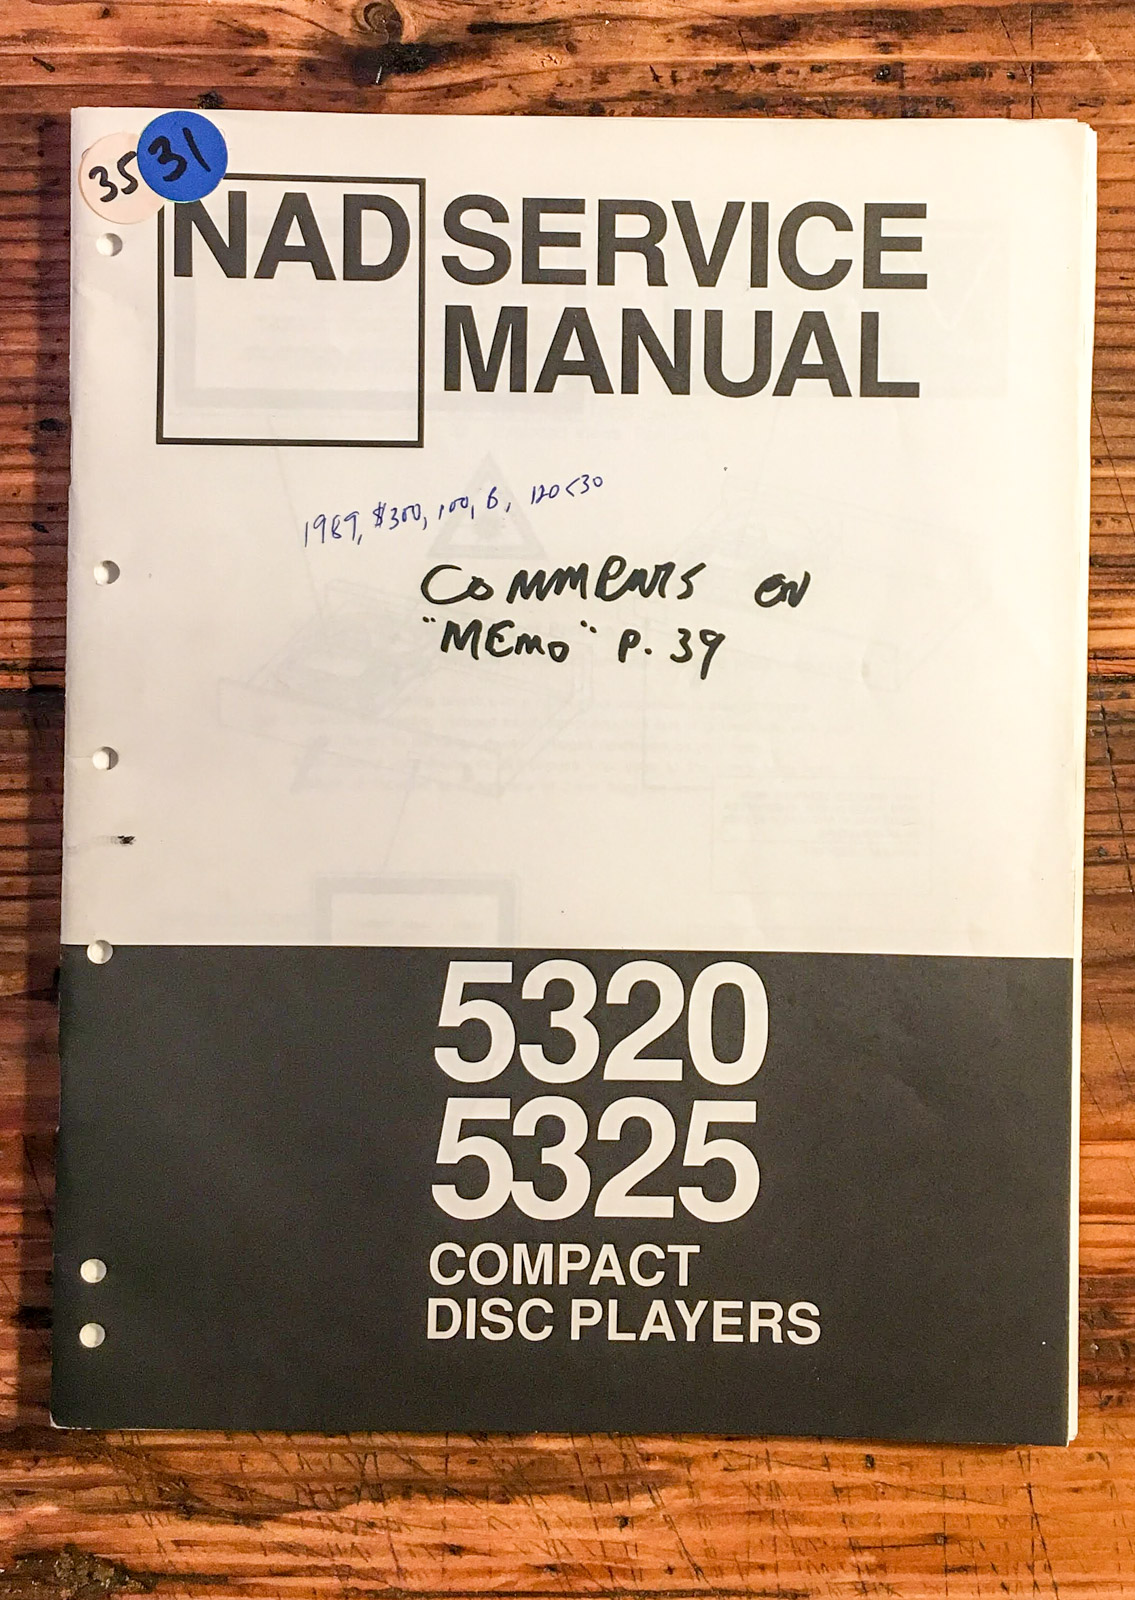 35
31
NAD SERVICE
MANUAL
1989, $300, 100, 6, 120<30
COMMENTS ON
"MEMO" P. 39
5320
5325
COMPACT
DISC PLAYERS